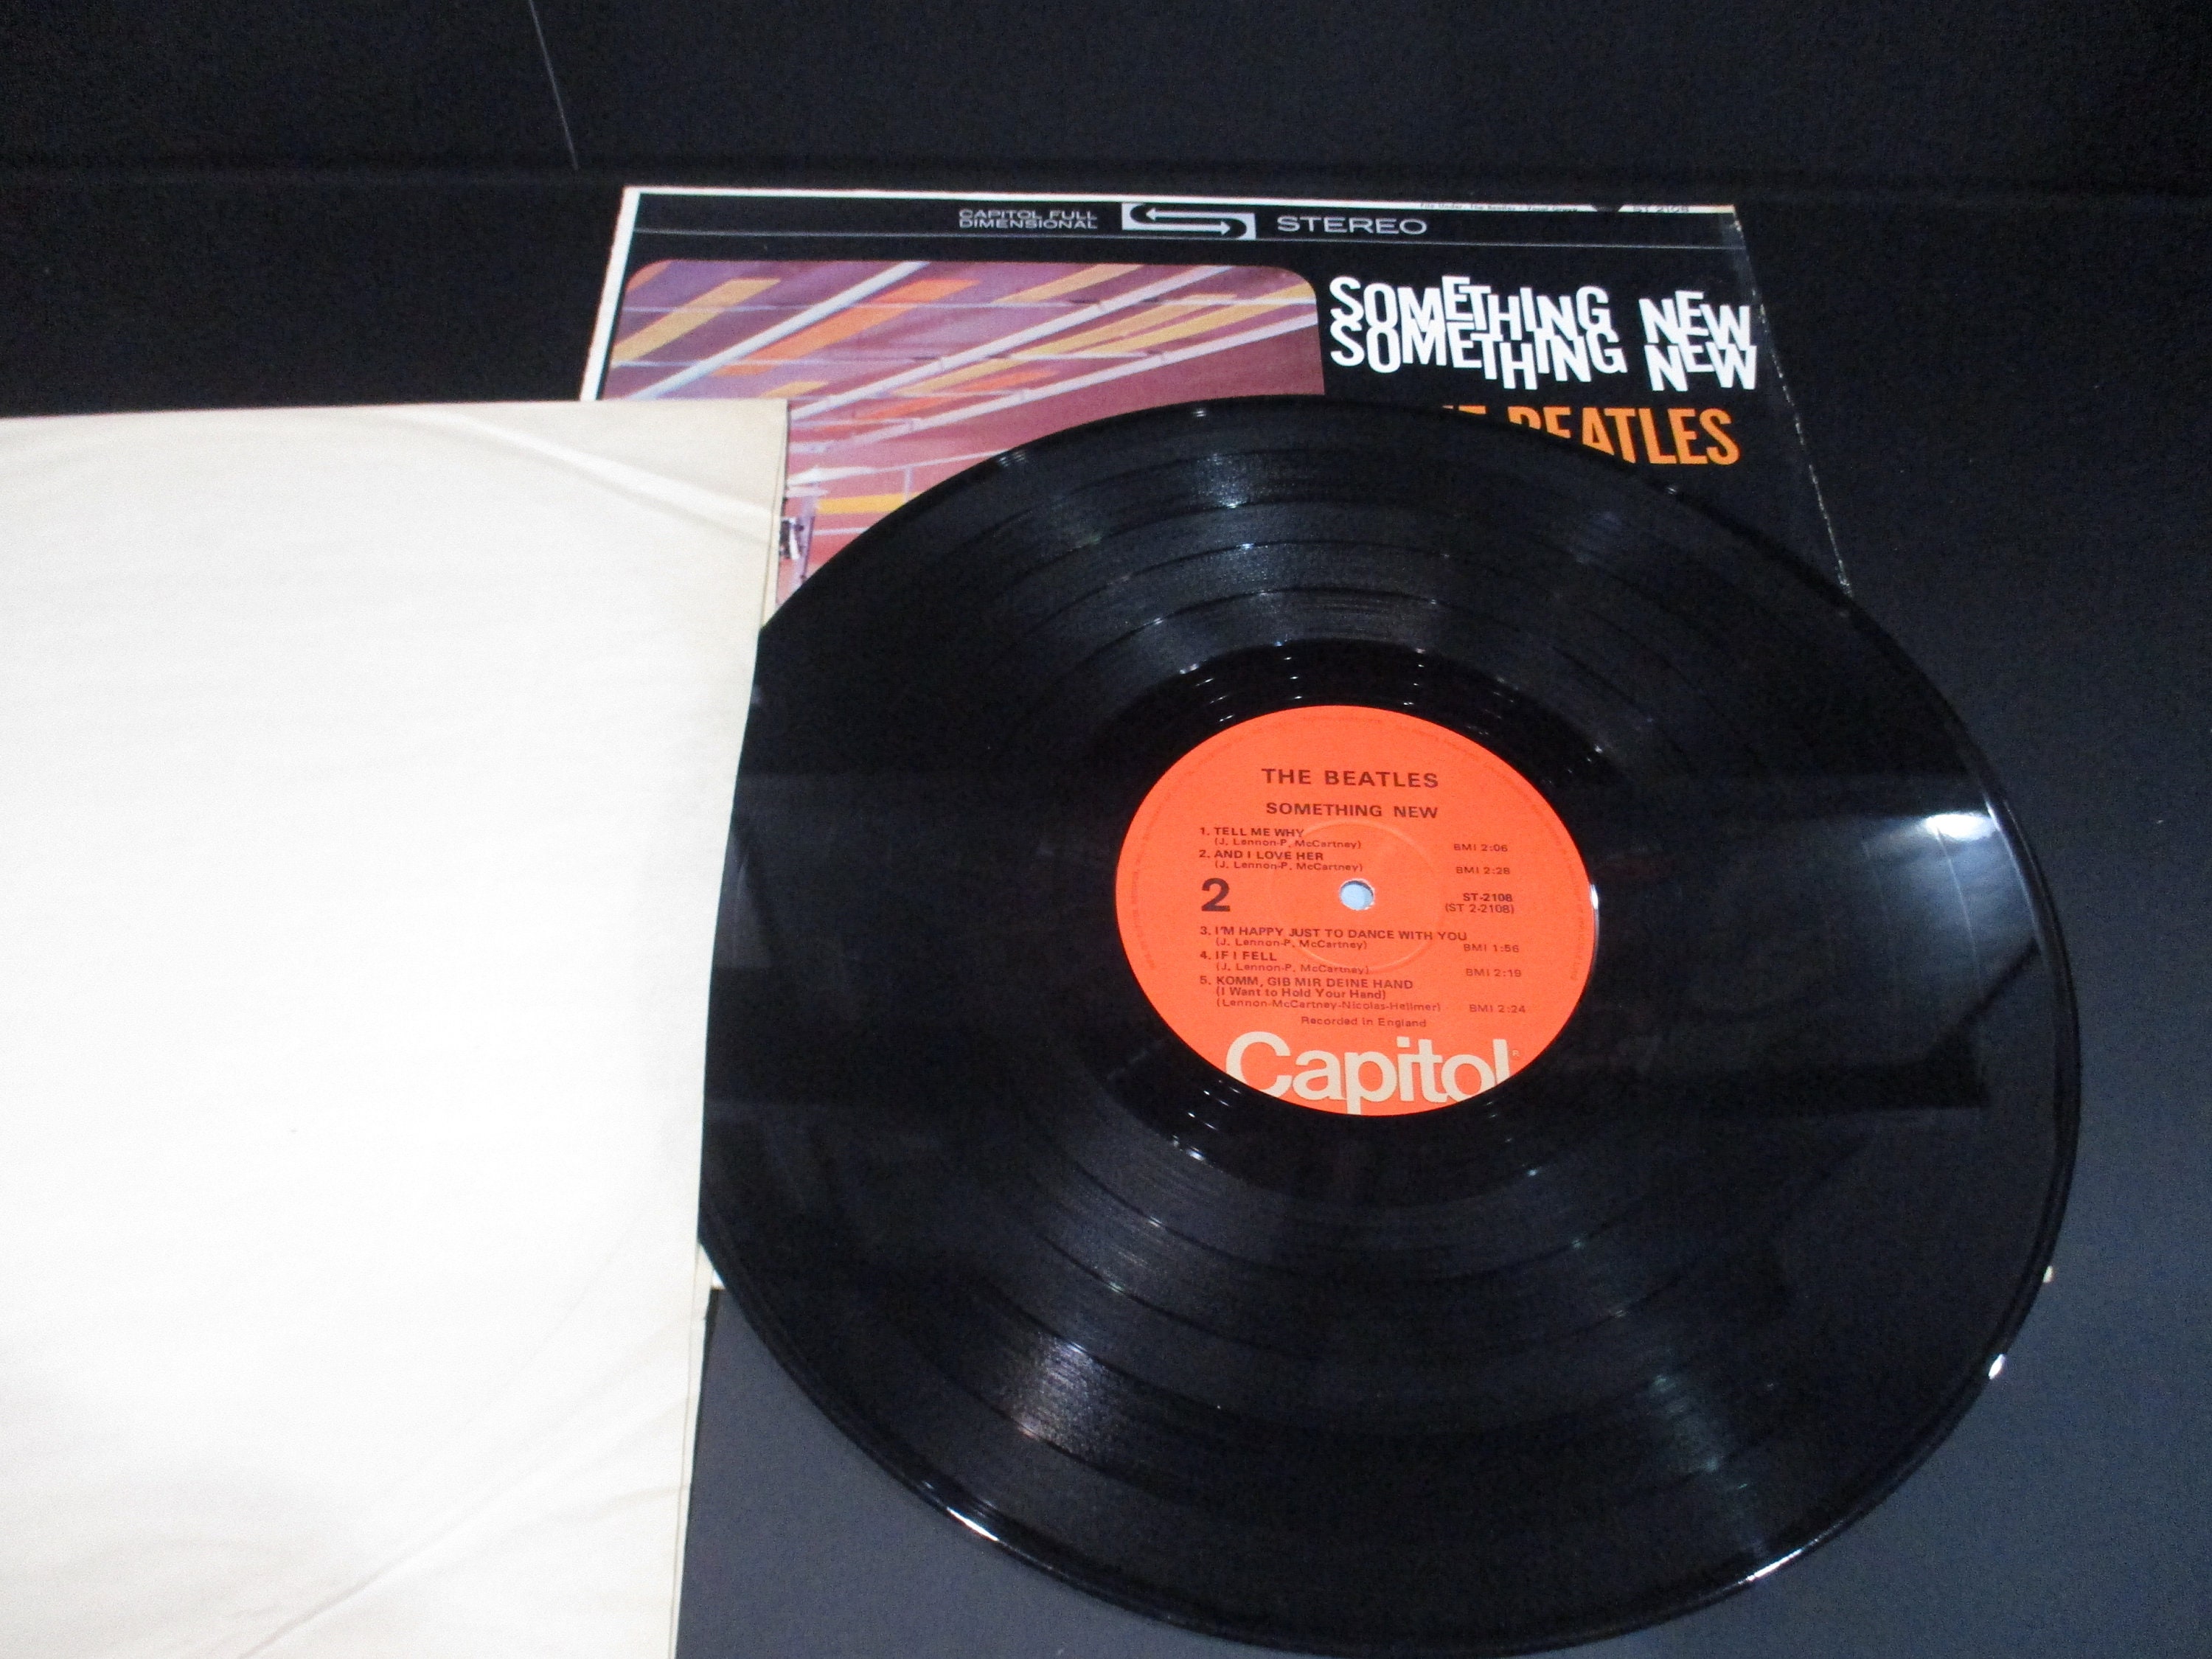 CAPITOL FULL
DIMENSIONAL
STEREO
ST 2108
SOMETHING NEW
SOMETHING NEW
BEATLES
THE BEATLES
SOMETHING NEW
1. TELL ME WHY
(J. Lennon-P. McCartney) BMI 2:06
2. AND I LOVE HER
(J. Lennon-P. McCartney) BMI 2:28
2
ST-2108
(ST 2-2108)
3. I'M HAPPY JUST TO DANCE WITH YOU
(J. Lennon-P. McCartney) BMI 1:56
4. IF I FELL
(J. Lennon-P. McCartney) BMI 2:19
5. KOMM, GIB MIR DEINE HAND
(I Want to Hold Your Hand)
(Lennon-McCartney-Nicolas-Hellmer) BMI 2:24
Recorded in England
Capitol